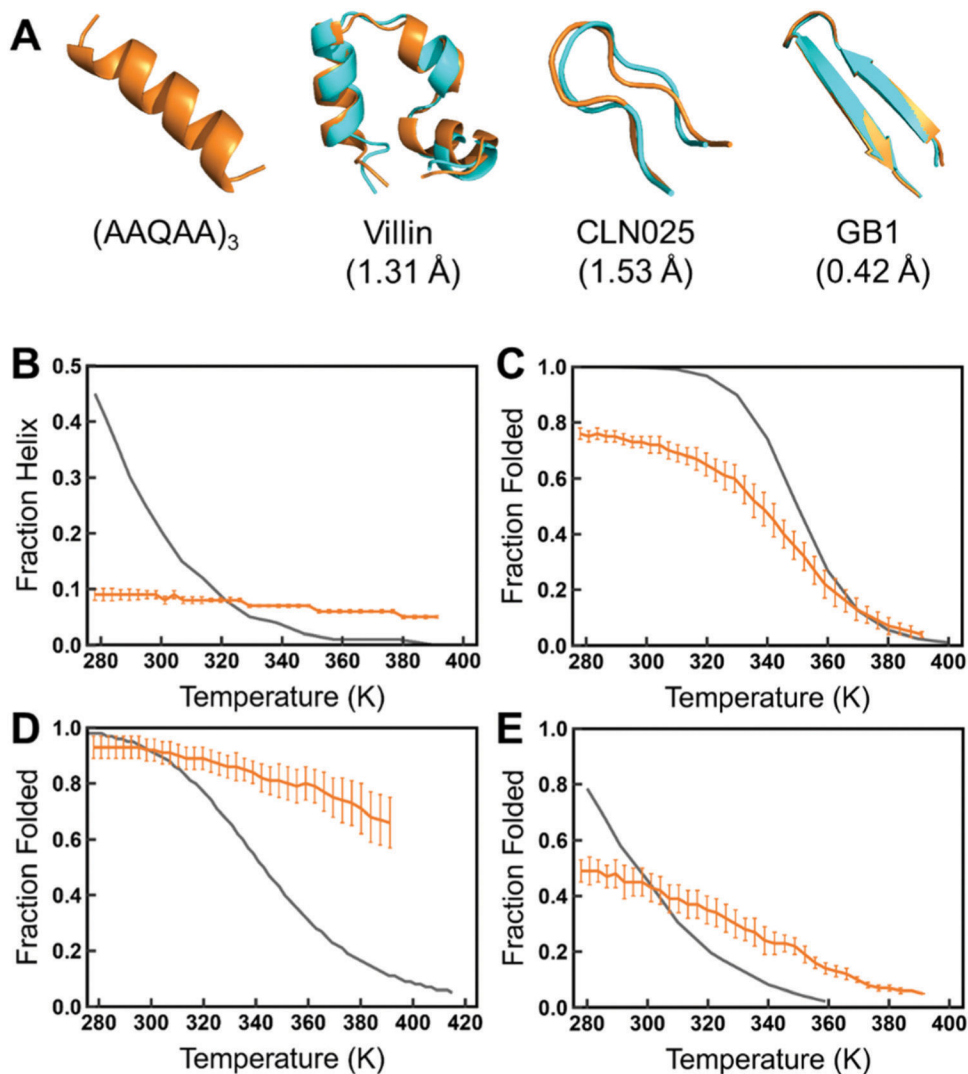 A
(AAQAA)₃
Villin
(1.31 Å)
CLN025
(1.53 Å)
GB1
(0.42 Å)
B
0.5
0.4
0.3
0.2
0.1
0.0
Fraction Helix
280 300 320 340 360 380 400
Temperature (K)
C
1.0
0.8
0.6
0.4
0.2
0.0
Fraction Folded
280 300 320 340 360 380 400
Temperature (K)
D
1.0
0.8
0.6
0.4
0.2
0.0
Fraction Folded
280 300 320 340 360 380 400 420
Temperature (K)
E
1.0
0.8
0.6
0.4
0.2
0.0
Fraction Folded
280 300 320 340 360 380 400
Temperature (K)